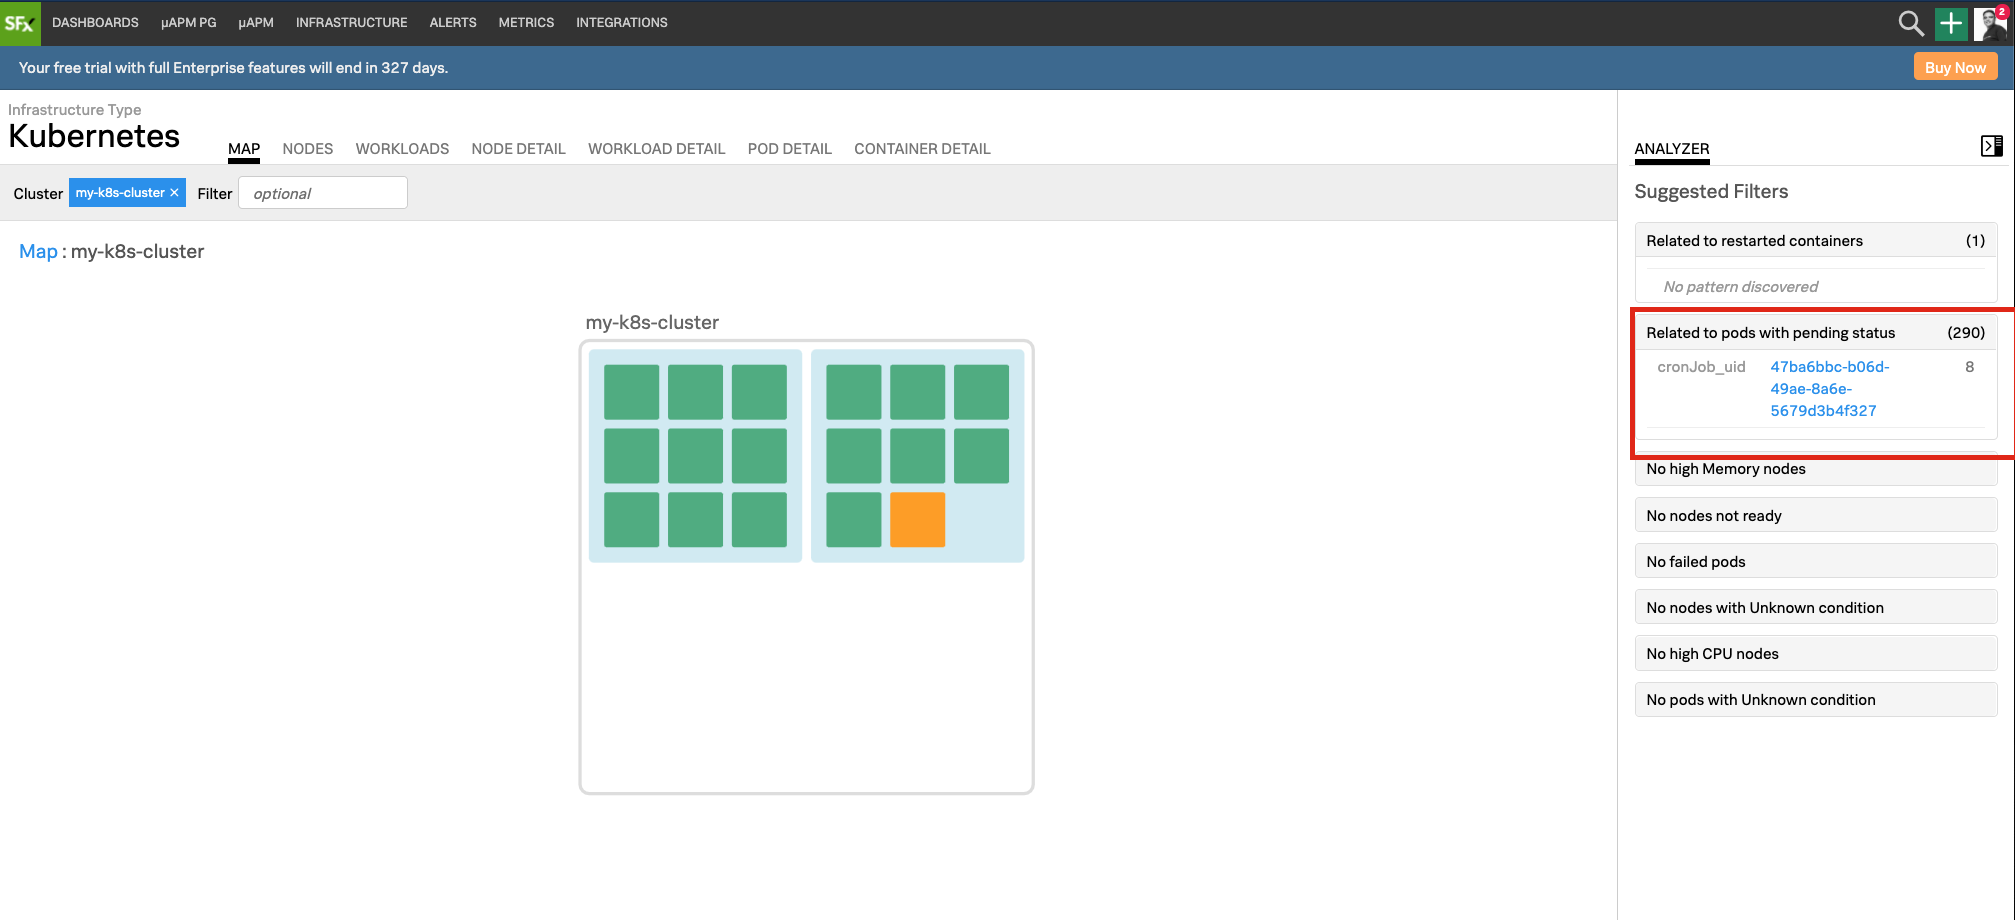 SFx DASHBOARDS µAPM PG µAPM INFRASTRUCTURE ALERTS METRICS INTEGRATIONS 2
Your free trial with full Enterprise features will end in 327 days. Buy Now
Infrastructure Type
Kubernetes
MAP NODES WORKLOADS NODE DETAIL WORKLOAD DETAIL POD DETAIL CONTAINER DETAIL
Cluster my-k8s-cluster × Filter optional
Map : my-k8s-cluster
my-k8s-cluster
ANALYZER
Suggested Filters
Related to restarted containers (1)
No pattern discovered
Related to pods with pending status (290)
cronJob_uid 47ba6bbc-b06d- 8
49ae-8a6e-
5679d3b4f327
No high Memory nodes
No nodes not ready
No failed pods
No nodes with Unknown condition
No high CPU nodes
No pods with Unknown condition